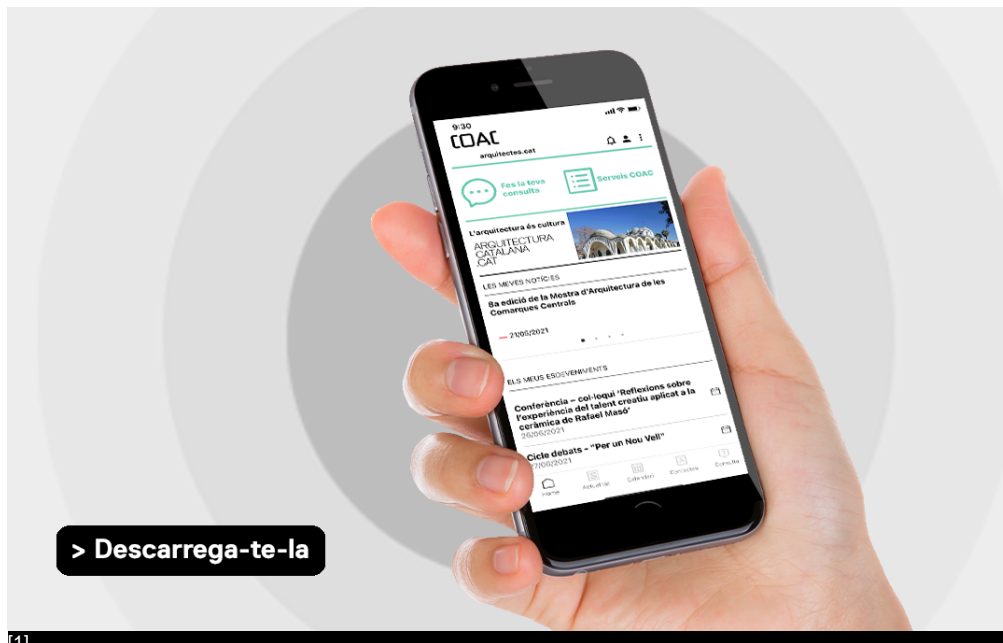 9:30
COAC
arquitectes.cat
Fes la teva
consulta
Serveis COAC
L'arquitectura és cultura
ARQUITECTURA
CATALANA
.CAT
LES MEVES NOTÍCIES
8a edició de la Mostra d'Arquitectura de les
Comarques Centrals
21/05/2021
ELS MEUS ESDEVENIMENTS
Conferència – col·loqui 'Reflexions sobre
l'experiència del talent creatiu aplicat a la
ceràmica de Rafael Masó'
26/06/2021
Cicle debats - "Per un Nou Vell"
27/06/2021
Home
Actualitat
Calendari
Contactes
Consulta
> Descarrega-te-la
[1]